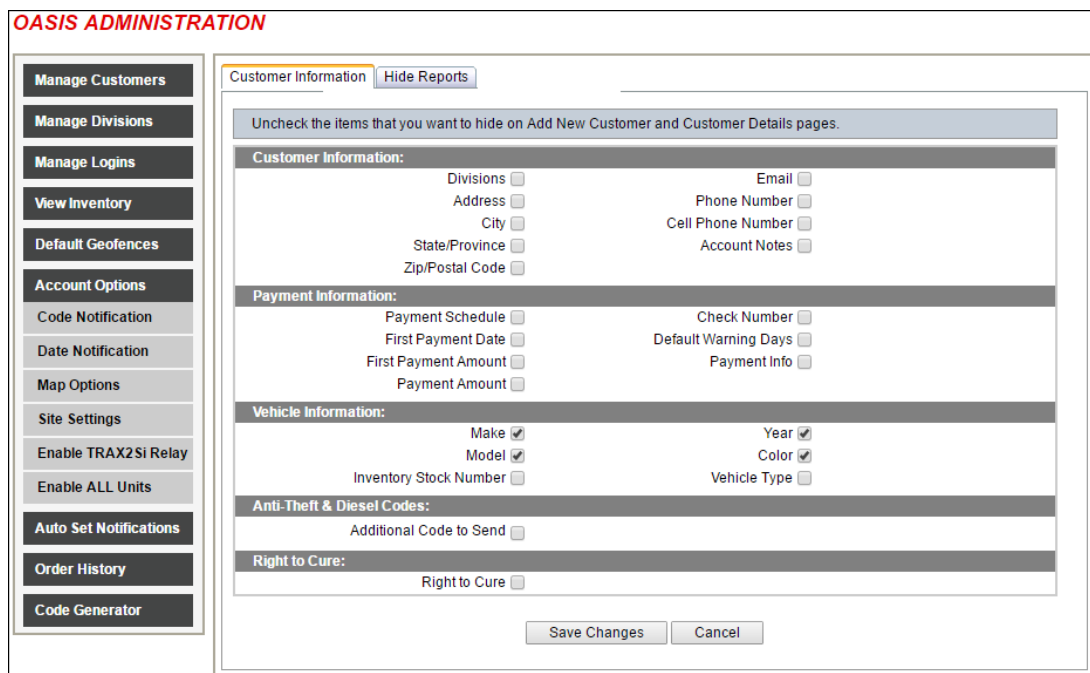 OASIS ADMINISTRATION
Manage Customers
Manage Divisions
Manage Logins
View Inventory
Default Geofences
Account Options
Code Notification
Date Notification
Map Options
Site Settings
Enable TRAX2Si Relay
Enable ALL Units
Auto Set Notifications
Order History
Code Generator
Customer Information Hide Reports
Uncheck the items that you want to hide on Add New Customer and Customer Details pages.
Customer Information:
Divisions Email
Address Phone Number
City Cell Phone Number
State/Province Account Notes
Zip/Postal Code
Payment Information:
Payment Schedule Check Number
First Payment Date Default Warning Days
First Payment Amount Payment Info
Payment Amount
Vehicle Information:
Make Year
Model Color
Inventory Stock Number Vehicle Type
Anti-Theft & Diesel Codes:
Additional Code to Send
Right to Cure:
Right to Cure
Save Changes Cancel